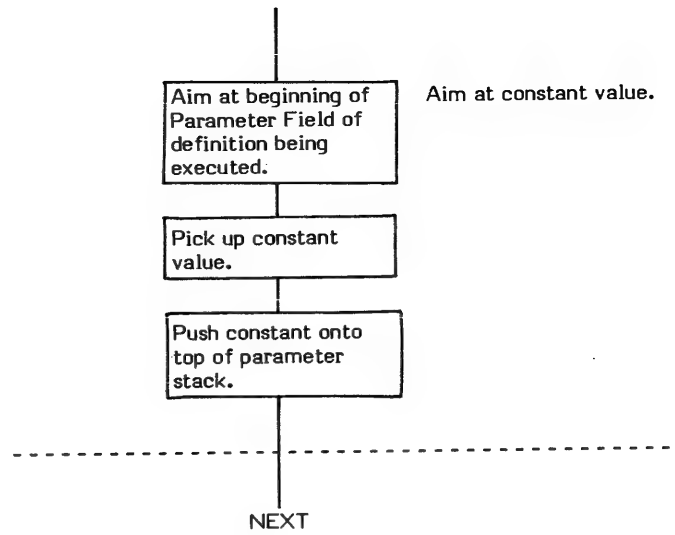 Aim at beginning of
Parameter Field of
definition being
executed.
Aim at constant value.
Pick up constant
value.
Push constant onto
top of parameter
stack.
NEXT